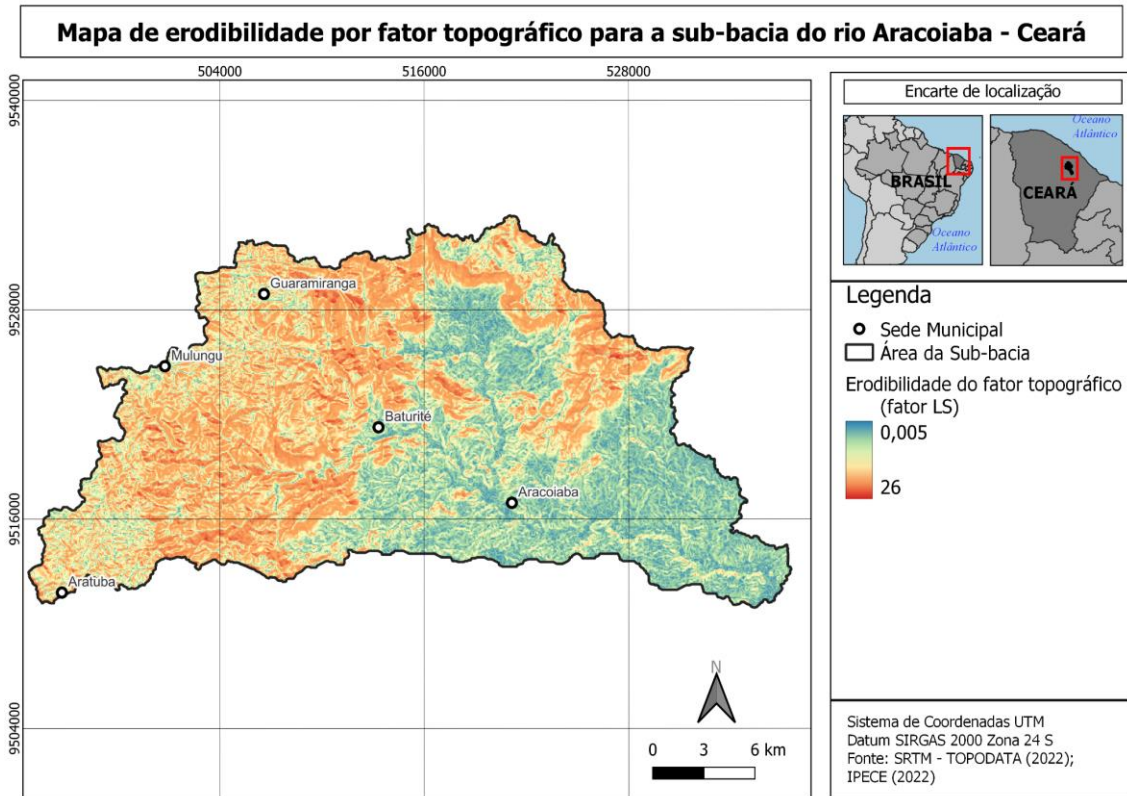 Mapa de erodibilidade por fator topográfico para a sub-bacia do rio Aracoiaba - Ceará
504000
516000
528000
9540000
9528000
9516000
9504000
Guaramiranga
Mulungu
Baturité
Aracoiaba
Aratuba
N
0 3 6 km
Encarte de localização
BRASIL
Oceano
Atlântico
Oceano
Atlântico
CEARÁ
Legenda
Sede Municipal
Área da Sub-bacia
Erodibilidade do fator topográfico
(fator LS)
0,005
26
Sistema de Coordenadas UTM
Datum SIRGAS 2000 Zona 24 S
Fonte: SRTM - TOPODATA (2022);
IPECE (2022)